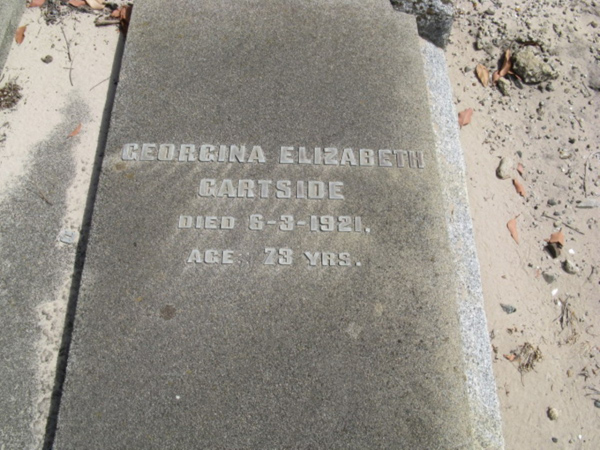 GEORGINA ELIZABETH
GARTSIDE
DIED 6-3-1921.
AGE: 73 YRS.